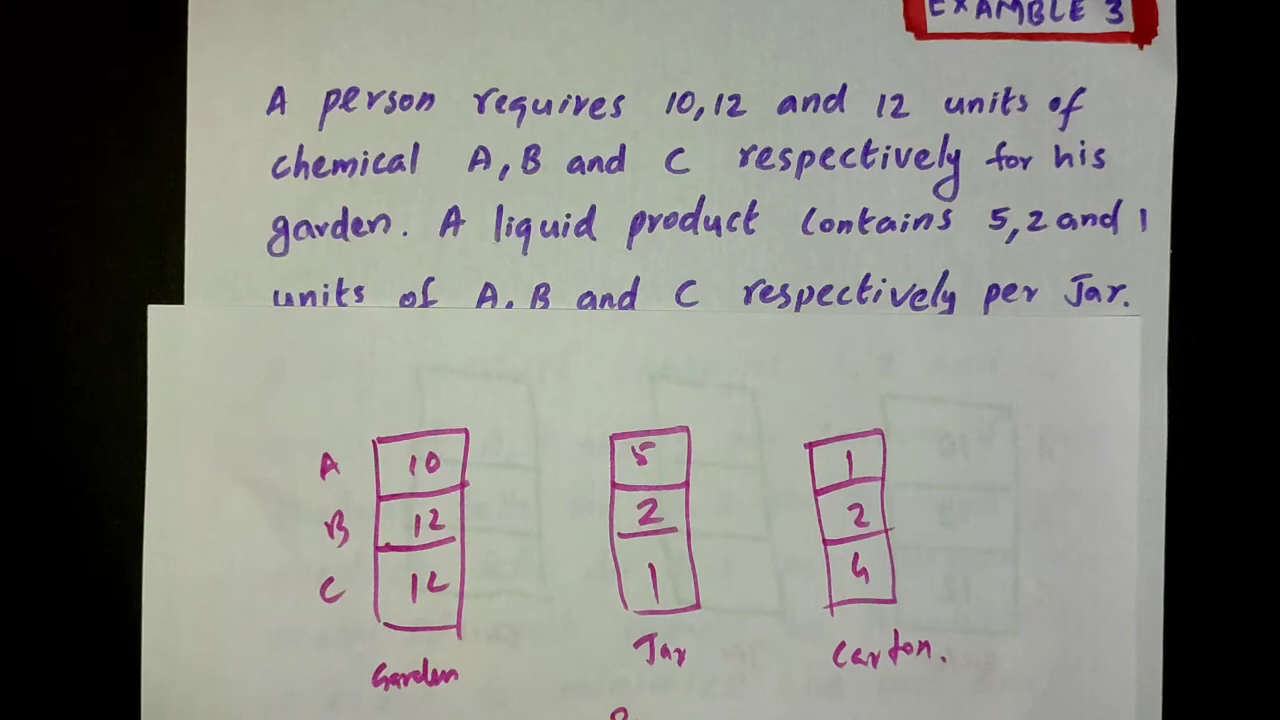 EXAMBLE 3
A person requires 10,12 and 12 units of
chemical A,B and C respectively for his
garden. A liquid product contains 5,2 and 1
units of A, B and C respectively per Jar.
A 10 5 1
B 12 2 2
C 12 1 4
Garden Jar Carton.